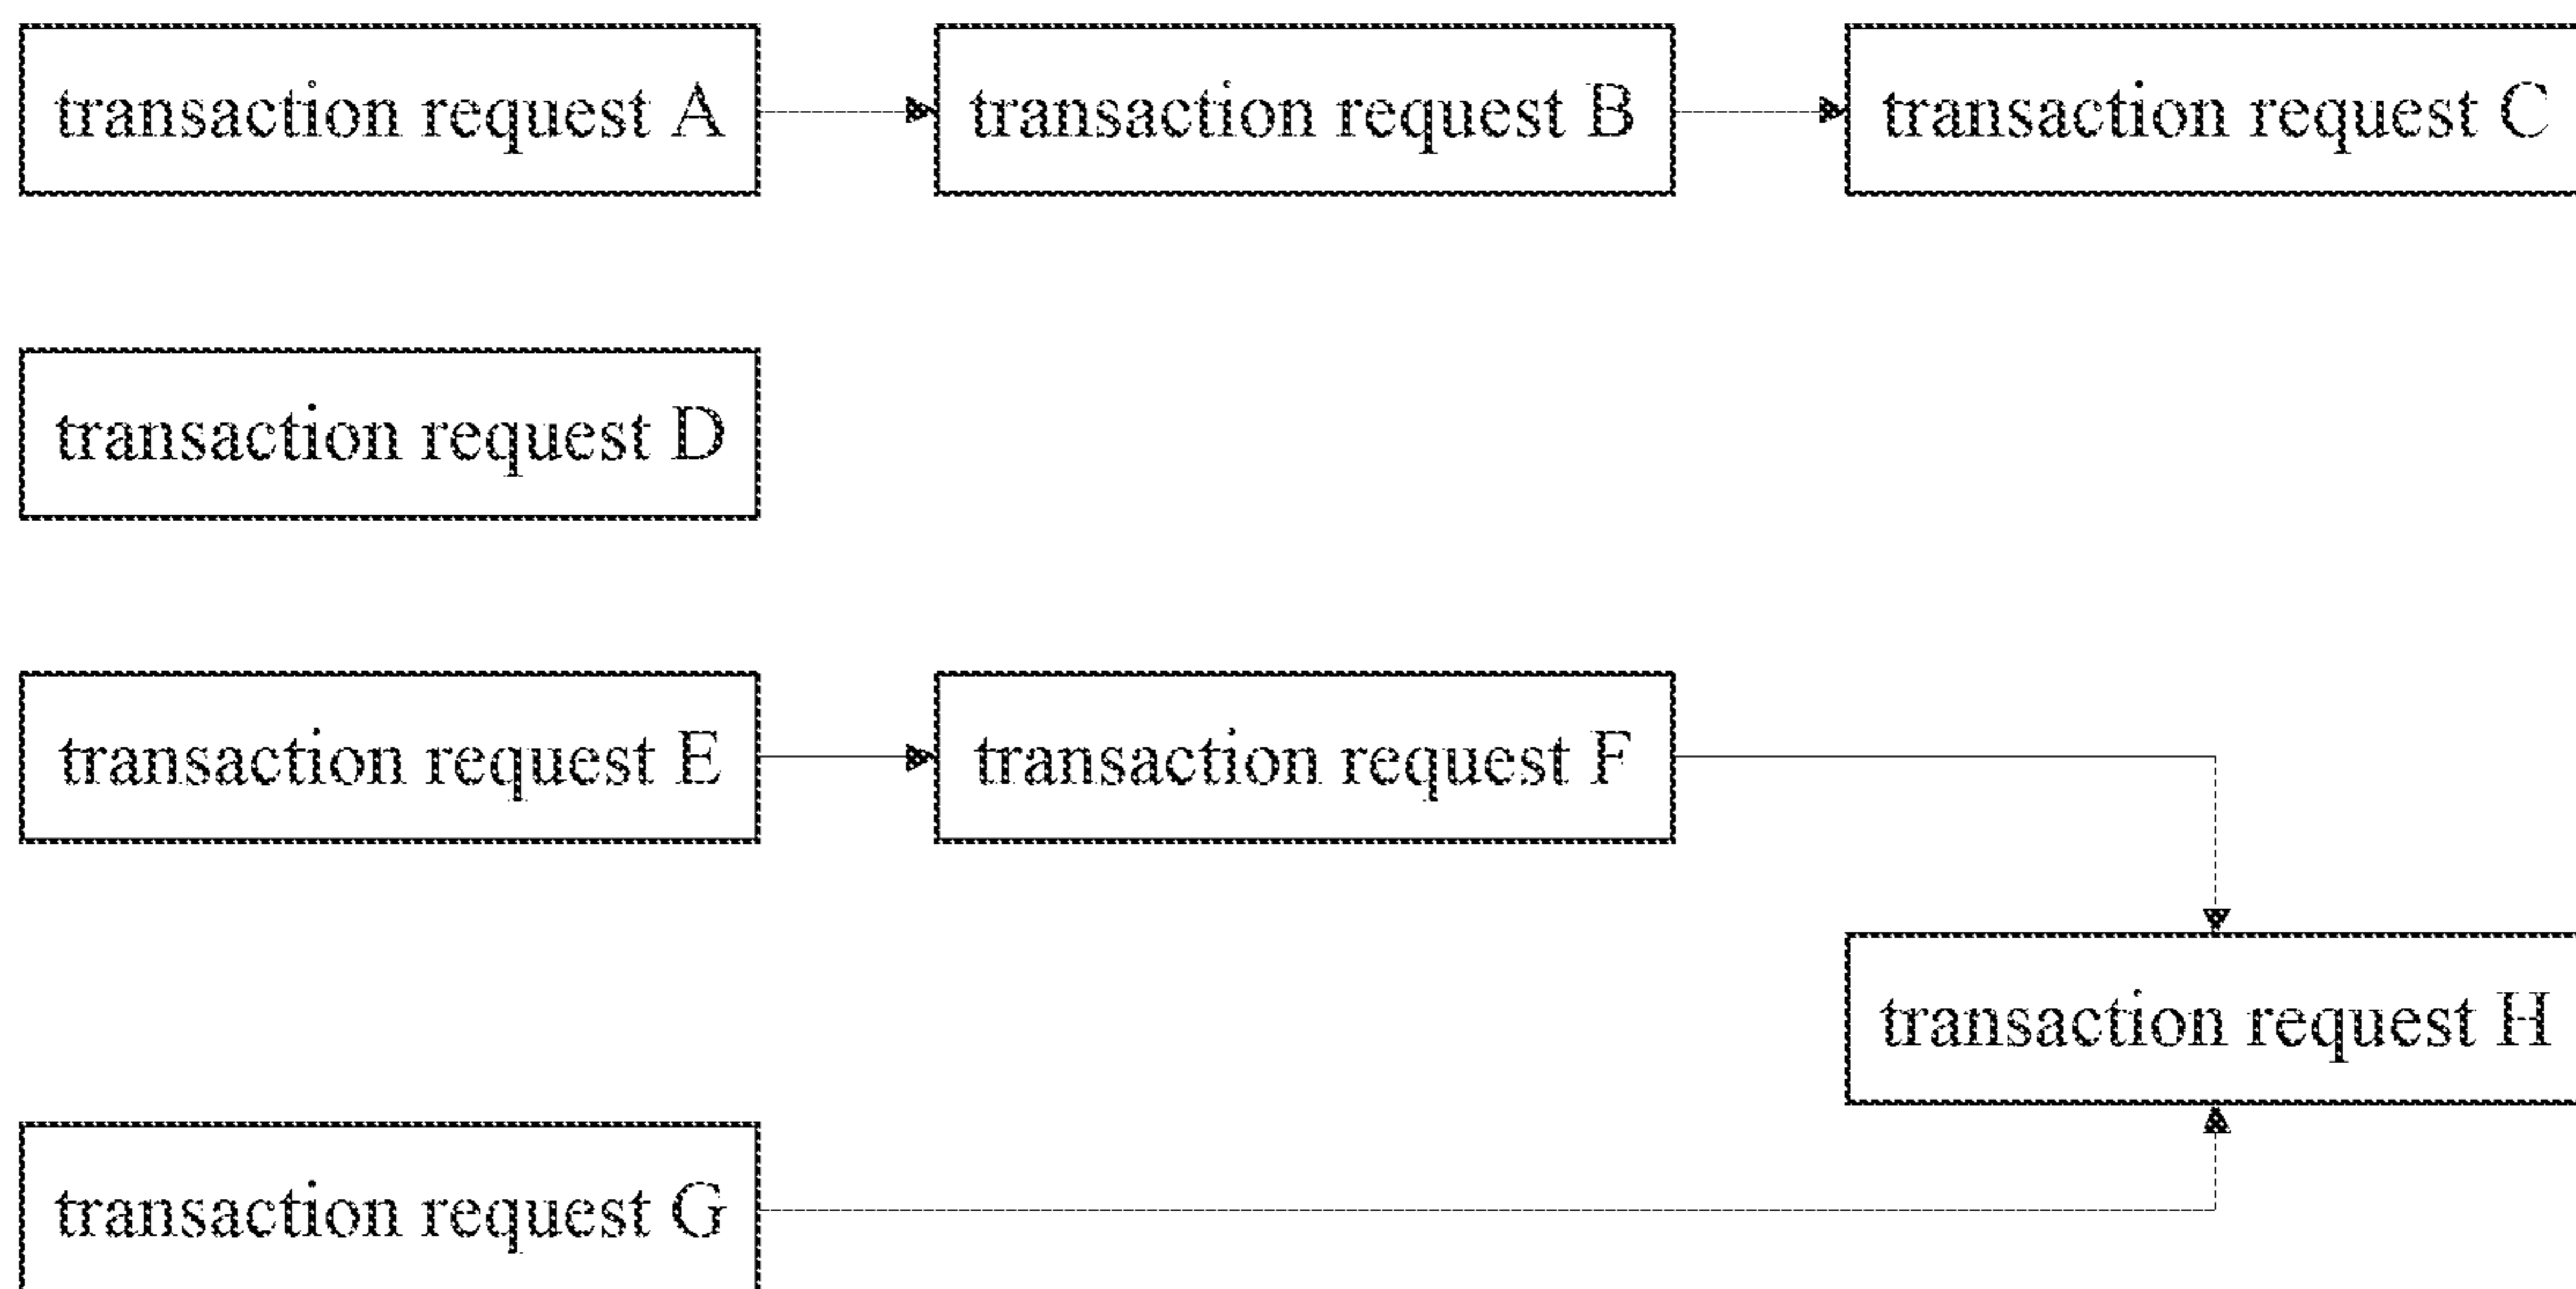 transaction request A
transaction request B
transaction request C
transaction request D
transaction request E
transaction request F
transaction request H
transaction request G